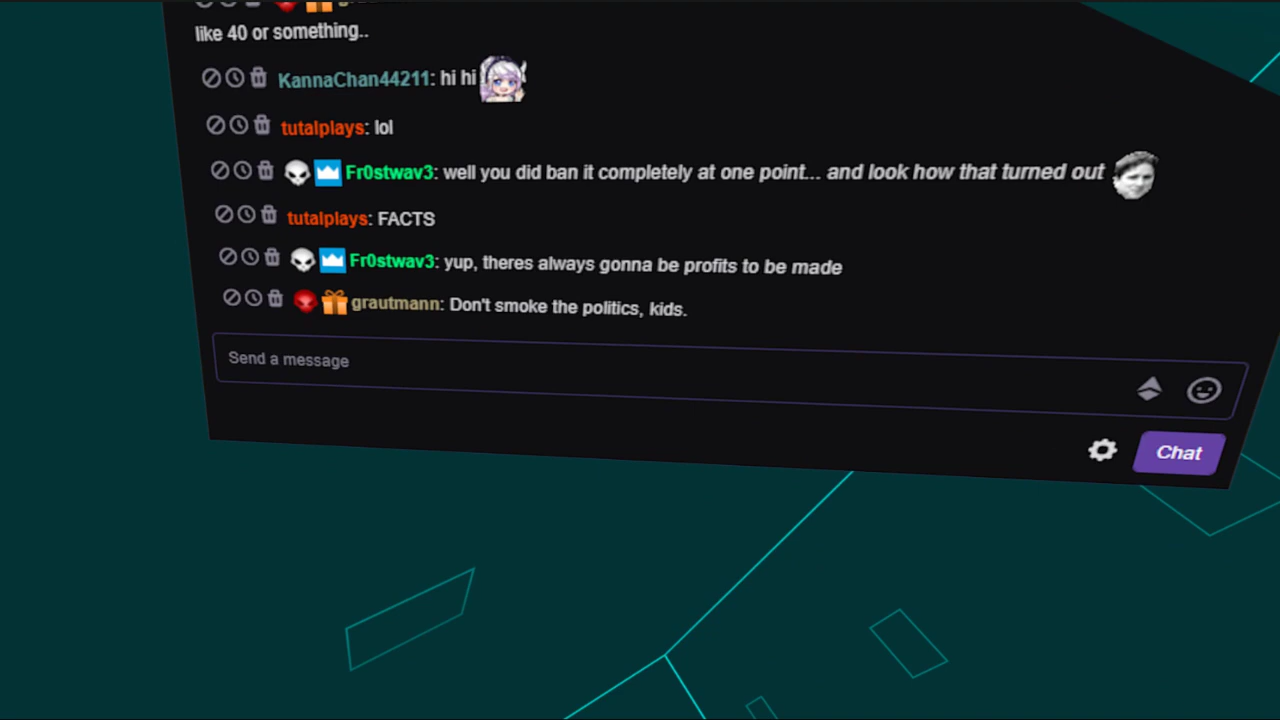 like 40 or something..
KannaChan44211: hi hi
tutalplays: lol
Fr0stwav3: well you did ban it completely at one point... and look how that turned out
tutalplays: FACTS
Fr0stwav3: yup, theres always gonna be profits to be made
grautmann: Don't smoke the politics, kids.
Send a message
Chat